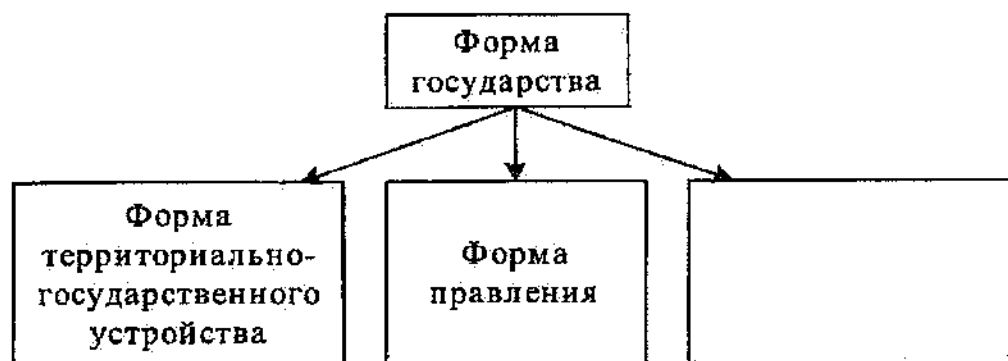 Форма
государства
Форма
территориально-
государственного
устройства
Форма
правления